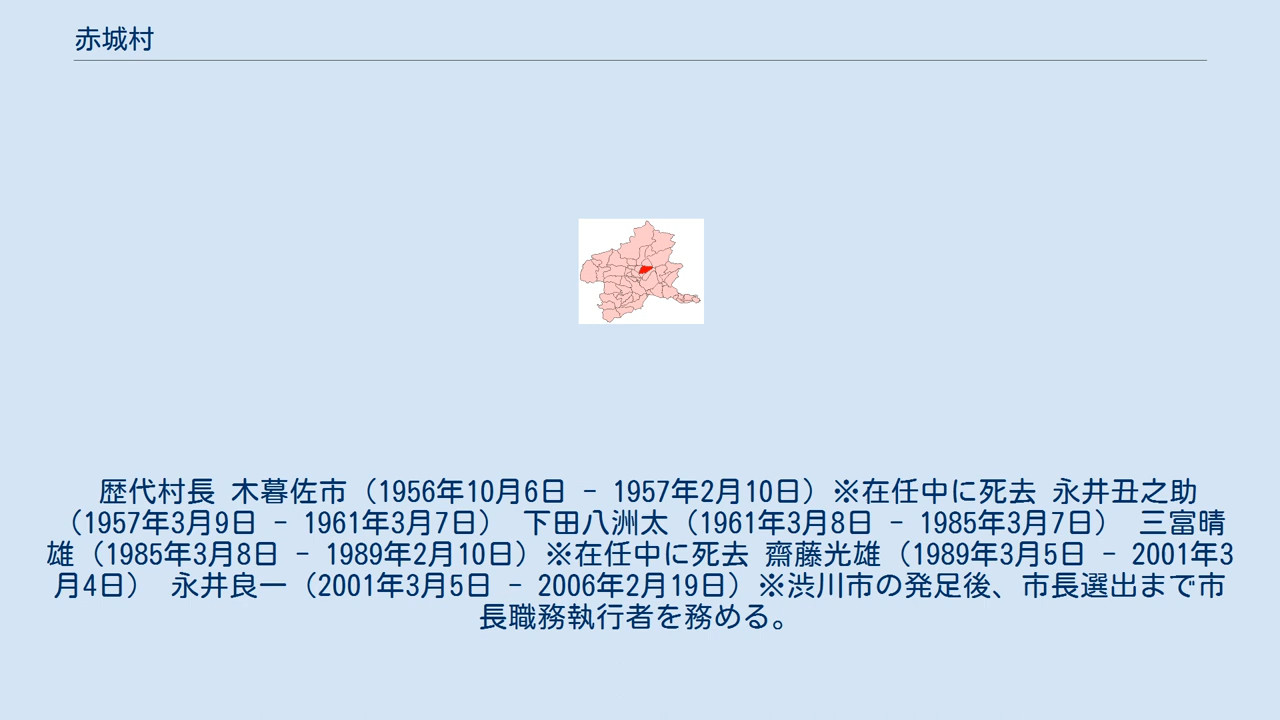 赤城村
歴代村長 木暮佐市（1956年10月6日 - 1957年2月10日）※在任中に死去 永井丑之助
（1957年3月9日 - 1961年3月7日） 下田八洲太（1961年3月8日 - 1985年3月7日） 三富晴
雄（1985年3月8日 - 1989年2月10日）※在任中に死去 齋藤光雄（1989年3月5日 - 2001年3
月4日） 永井良一（2001年3月5日 - 2006年2月19日）※渋川市の発足後、市長選出まで市
長職務執行者を務める。